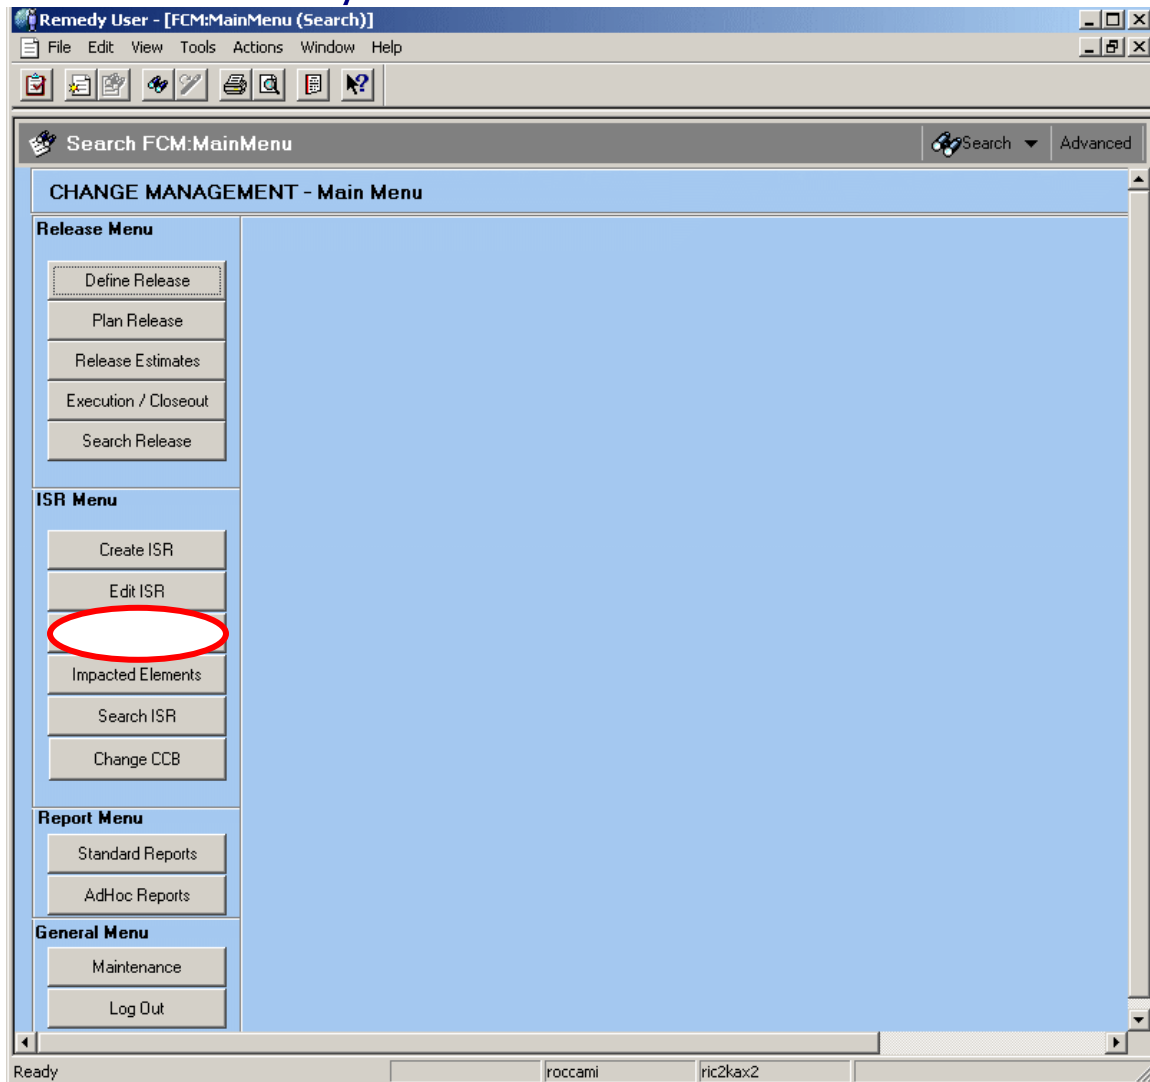 Remedy User - [FCM:MainMenu (Search)]
File Edit View Tools Actions Window Help
Search FCM:MainMenu
Search
Advanced
CHANGE MANAGEMENT - Main Menu
Release Menu
Define Release
Plan Release
Release Estimates
Execution / Closeout
Search Release
ISR Menu
Create ISR
Edit ISR
Impacted Elements
Search ISR
Change CCB
Report Menu
Standard Reports
AdHoc Reports
General Menu
Maintenance
Log Out
Ready
roccami
ric2kax2